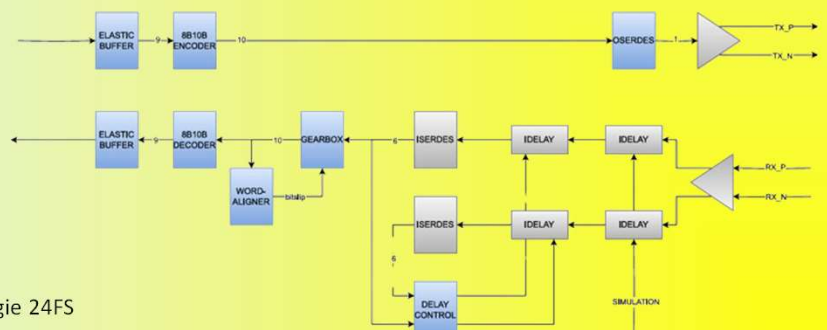 TX_P
ELASTIC
BUFFER
9
8B10B
ENCODER
10
OSERDES
1
TX_N
ELASTIC
BUFFER
9
8B10B
DECODER
10
GEARBOX
6
ISERDES
IDELAY
IDELAY
RX_P
RX_N
WORD-
ALIGNER
bitslip
ISERDES
IDELAY
IDELAY
6
DELAY
CONTROL
SIMULATION
gie 24FS